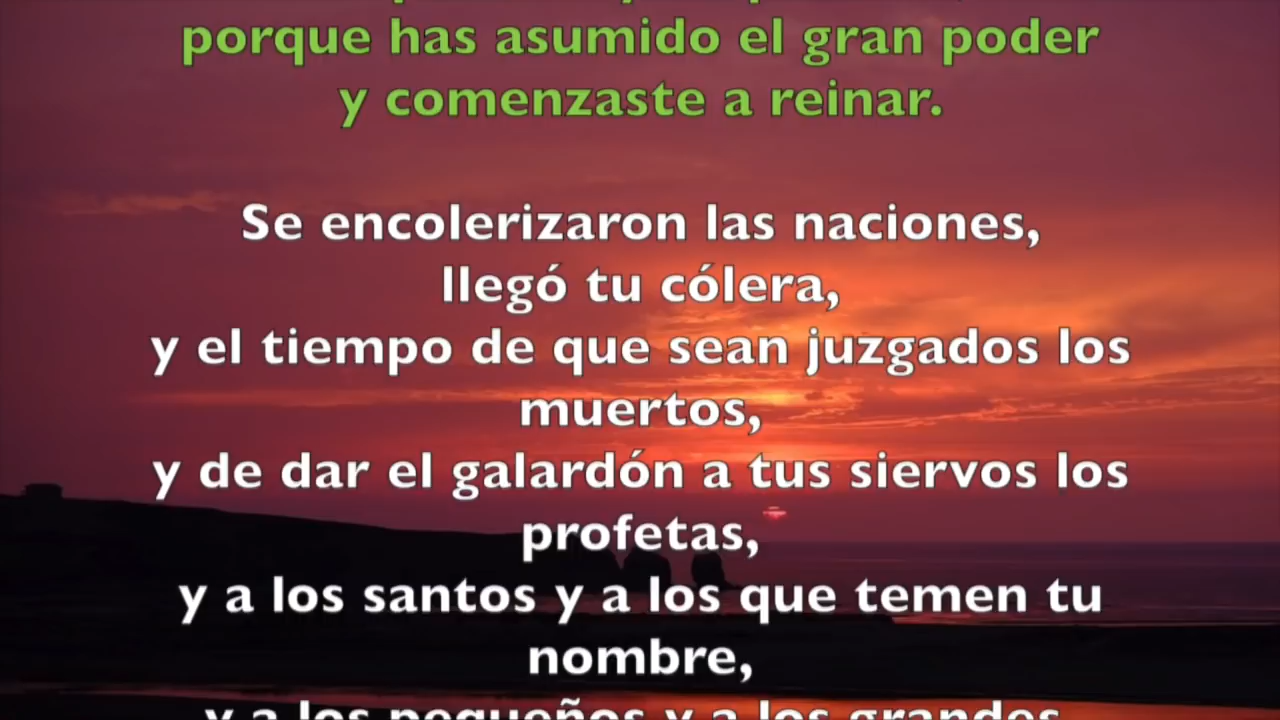 porque has asumido el gran poder
y comenzaste a reinar.
Se encolerizaron las naciones,
llegó tu cólera,
y el tiempo de que sean juzgados los
muertos,
y de dar el galardón a tus siervos los
profetas,
y a los santos y a los que temen tu
nombre,
y a los pequeños y a los grandes